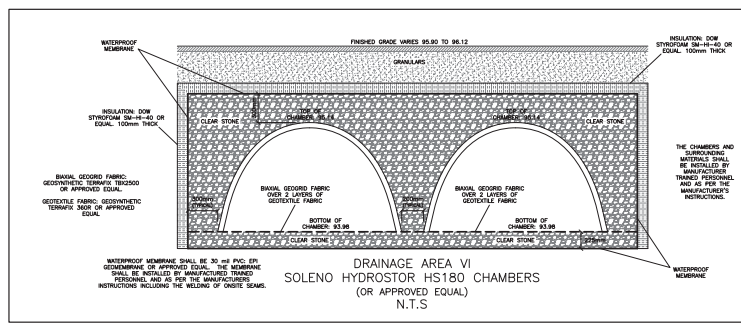 FINISHED GRADE VARIES 95.90 TO 96.12
WATERPROOF
MEMBRANE
INSULATION: DOW
STYROFOAM SM-HI-40 OR
EQUAL. 100mm THICK
GRANULARS
INSULATION: DOW
STYROFOAM SM-HI-40 OR
EQUAL. 100mm THICK
300mm
TOP OF
CHAMBER: 95.14
TOP OF
CHAMBER: 95.14
CLEAR STONE
CLEAR STONE
THE CHAMBERS AND
SURROUNDING
MATERIALS SHALL
BE INSTALLED BY
MANUFACTURER
TRAINED PERSONNEL
AND AS PER THE
MANUFACTURER'S
INSTRUCTIONS.
BIAXIAL GEOGRID FABRIC:
GEOSYNTHETIC TERRAFIX TBX2500
OR APPROVED EQUAL.
GEOTEXTILE FABRIC: GEOSYNTHETIC
TERRAFIX 360R OR APPROVED
EQUAL
300mm
(TYPICAL)
BIAXIAL GEOGRID FABRIC
OVER 2 LAYERS OF
GEOTEXTILE FABRIC
200mm
(TYPICAL)
BIAXIAL GEOGRID FABRIC
OVER 2 LAYERS OF
GEOTEXTILE FABRIC
BOTTOM OF
CHAMBER: 93.98
BOTTOM OF
CHAMBER: 93.98
CLEAR STONE
CLEAR STONE
225mm
WATERPROOF MEMBRANE SHALL BE 30 mil PVC: EPI
GEOMEMBRANE OR APPROVED EQUAL. THE MEMBRANE
SHALL BE INSTALLED BY MANUFACTURED TRAINED
PERSONNEL AND AS PER THE MANUFACTURERS
INSTRUCTIONS INCLUDING THE WELDING OF ONSITE SEAMS.
WATERPROOF
MEMBRANE
DRAINAGE AREA VI
SOLENO HYDROSTOR HS180 CHAMBERS
(OR APPROVED EQUAL)
N.T.S